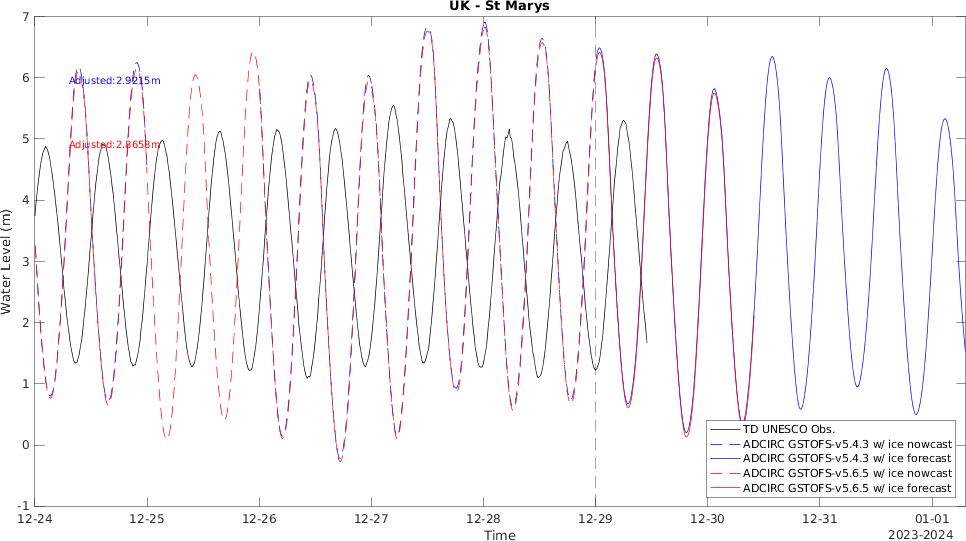 UK - St Marys
7
6
5
4
3
2
1
0
-1
Water Level (m)
Adjusted:2.9215m
Adjusted:2.8653m
TD UNESCO Obs.
ADCIRC GSTOFS-v5.4.3 w/ ice nowcast
ADCIRC GSTOFS-v5.4.3 w/ ice forecast
ADCIRC GSTOFS-v5.6.5 w/ ice nowcast
ADCIRC GSTOFS-v5.6.5 w/ ice forecast
12-24 12-25 12-26 12-27 12-28 12-29 12-30 12-31 01-01
Time
2023-2024